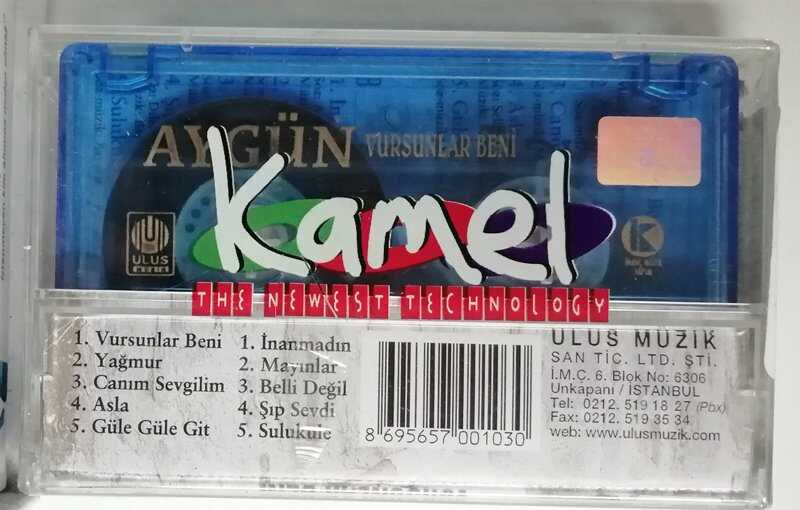 AYGÜN VURSUNLAR BENİ
Kamel
THE NEWEST TECHNOLOGY
ULUS
MUZIK
K
1. Vursunlar Beni
2. Yağmur
3. Canım Sevgilim
4. Asla
5. Güle Güle Git
1. İnanmadın
2. Mayınlar
3. Belli Değil
4. Şıp Sevdi
5. Sulukule
8 695657 001030
ULUS MÜZİK
SAN TİC. LTD. ŞTİ.
İ.M.Ç. 6. Blok No: 6306
Unkapanı / İSTANBUL
Tel: 0212. 519 18 27 (Pbx)
Fax: 0212. 519 35 34
web: www.ulusmuzik.com